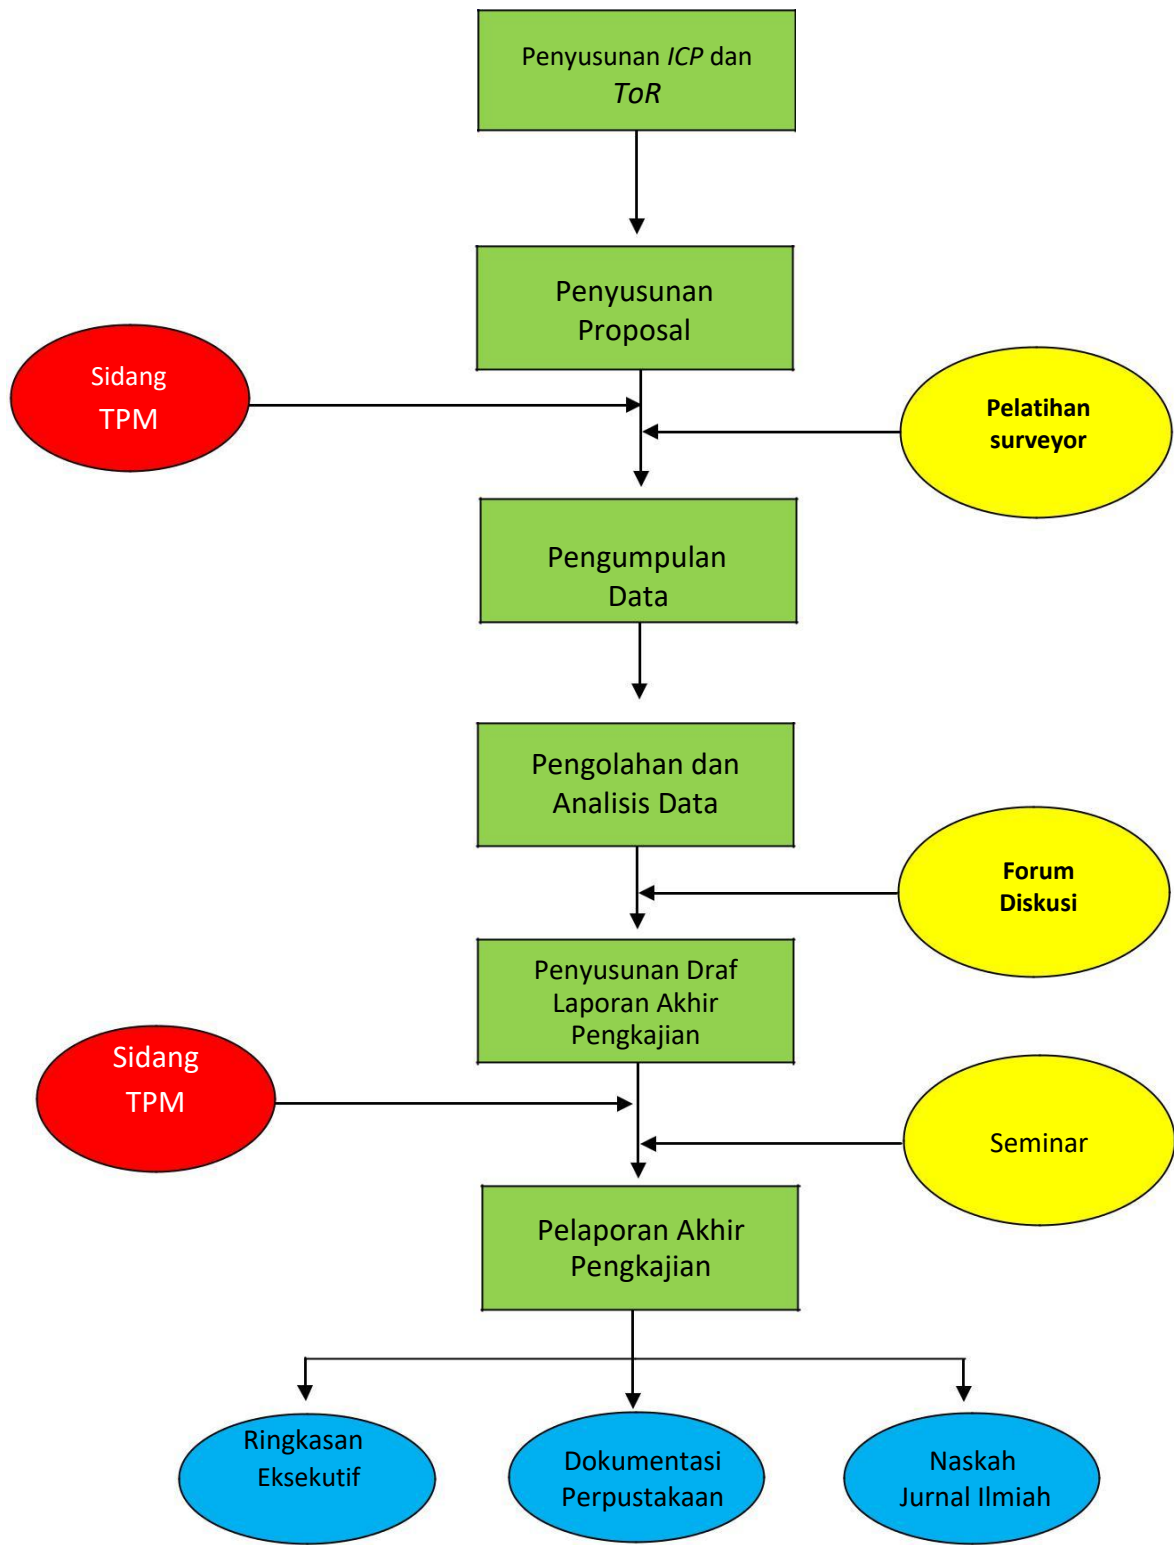 Penyusunan ICP dan
ToR
Penyusunan
Proposal
Sidang
TPM
Pelatihan
surveyor
Pengumpulan
Data
Pengolahan dan
Analisis Data
Forum
Diskusi
Penyusunan Draf
Laporan Akhir
Pengkajian
Sidang
TPM
Seminar
Pelaporan Akhir
Pengkajian
Ringkasan
Eksekutif
Dokumentasi
Perpustakaan
Naskah
Jurnal Ilmiah